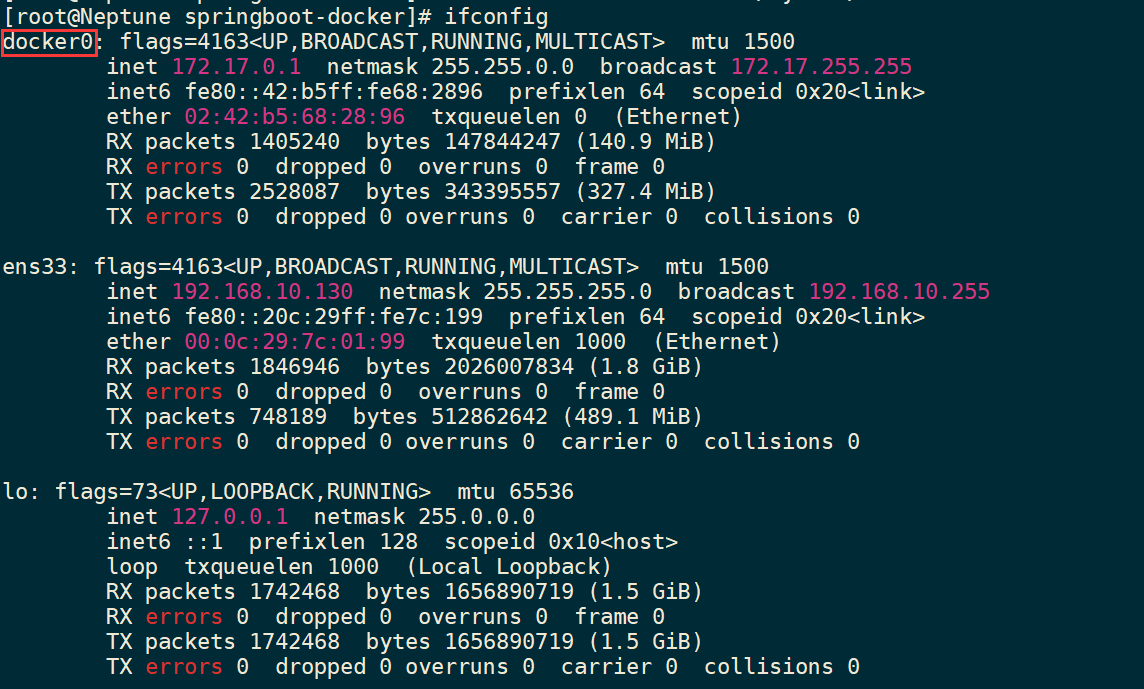 [root@Neptune springboot-docker]# ifconfig
docker0: flags=4163<UP,BROADCAST,RUNNING,MULTICAST>  mtu 1500
        inet 172.17.0.1  netmask 255.255.0.0  broadcast 172.17.255.255
        inet6 fe80::42:b5ff:fe68:2896  prefixlen 64  scopeid 0x20<link>
        ether 02:42:b5:68:28:96  txqueuelen 0  (Ethernet)
        RX packets 1405240  bytes 147844247 (140.9 MiB)
        RX errors 0  dropped 0  overruns 0  frame 0
        TX packets 2528087  bytes 343395557 (327.4 MiB)
        TX errors 0  dropped 0 overruns 0  carrier 0  collisions 0

ens33: flags=4163<UP,BROADCAST,RUNNING,MULTICAST>  mtu 1500
        inet 192.168.10.130  netmask 255.255.255.0  broadcast 192.168.10.255
        inet6 fe80::20c:29ff:fe7c:199  prefixlen 64  scopeid 0x20<link>
        ether 00:0c:29:7c:01:99  txqueuelen 1000  (Ethernet)
        RX packets 1846946  bytes 2026007834 (1.8 GiB)
        RX errors 0  dropped 0  overruns 0  frame 0
        TX packets 748189  bytes 512862642 (489.1 MiB)
        TX errors 0  dropped 0 overruns 0  carrier 0  collisions 0

lo: flags=73<UP,LOOPBACK,RUNNING>  mtu 65536
        inet 127.0.0.1  netmask 255.0.0.0
        inet6 ::1  prefixlen 128  scopeid 0x10<host>
        loop  txqueuelen 1000  (Local Loopback)
        RX packets 1742468  bytes 1656890719 (1.5 GiB)
        RX errors 0  dropped 0  overruns 0  frame 0
        TX packets 1742468  bytes 1656890719 (1.5 GiB)
        TX errors 0  dropped 0 overruns 0  carrier 0  collisions 0